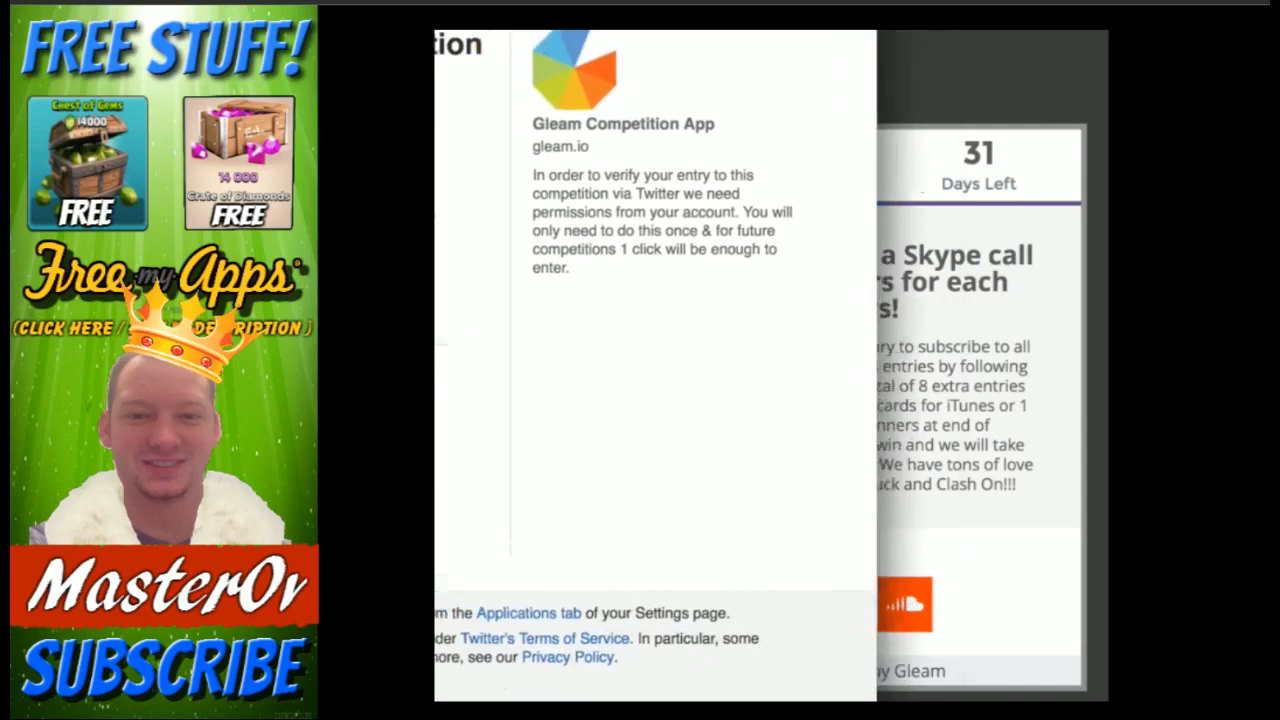 FREE STUFF!
Chest of Gems
14000
FREE
14 000
Crate of Diamonds
FREE
Free my Apps
(CLICK HERE /
MasterOv
SUBSCRIBE
tion
Gleam Competition App
gleam.io
In order to verify your entry to this
competition via Twitter we need
permissions from your account. You will
only need to do this once & for future
competitions 1 click will be enough to
enter.
m the Applications tab of your Settings page.
der Twitter's Terms of Service. In particular, some
ore, see our Privacy Policy.
31
Days Left
a Skype call
s for each
s!
ry to subscribe to all
entries by following
al of 8 extra entries
cards for iTunes or 1
nners at end of
win and we will take
We have tons of love
uck and Clash On!!!
y Gleam